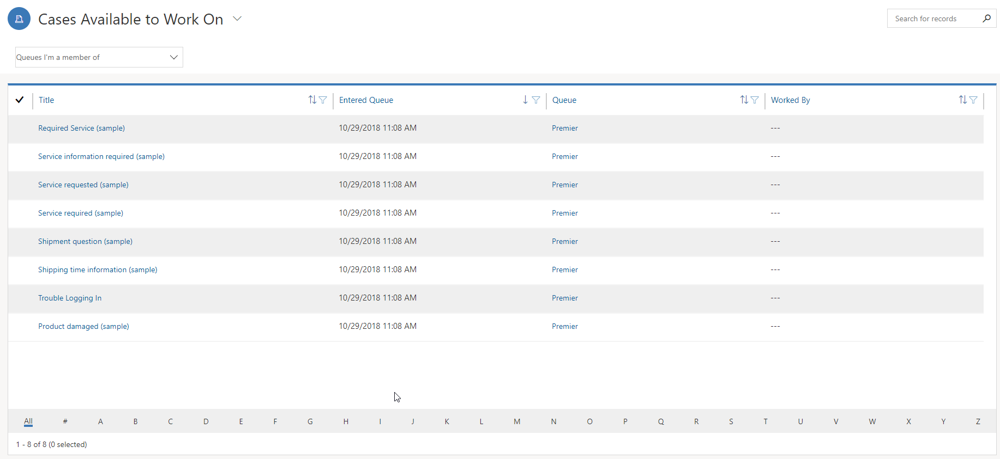 Cases Available to Work On
Search for records
Queues I'm a member of
Title Entered Queue Queue Worked By
Required Service (sample) 10/29/2018 11:08 AM Premier ---
Service information required (sample) 10/29/2018 11:08 AM Premier ---
Service requested (sample) 10/29/2018 11:08 AM Premier ---
Service required (sample) 10/29/2018 11:08 AM Premier ---
Shipment question (sample) 10/29/2018 11:08 AM Premier ---
Shipping time information (sample) 10/29/2018 11:08 AM Premier ---
Trouble Logging In 10/29/2018 11:08 AM Premier ---
Product damaged (sample) 10/29/2018 11:08 AM Premier ---
All # A B C D E F G H I J K L M N O P Q R S T U V W X Y Z
1 - 8 of 8 (0 selected)